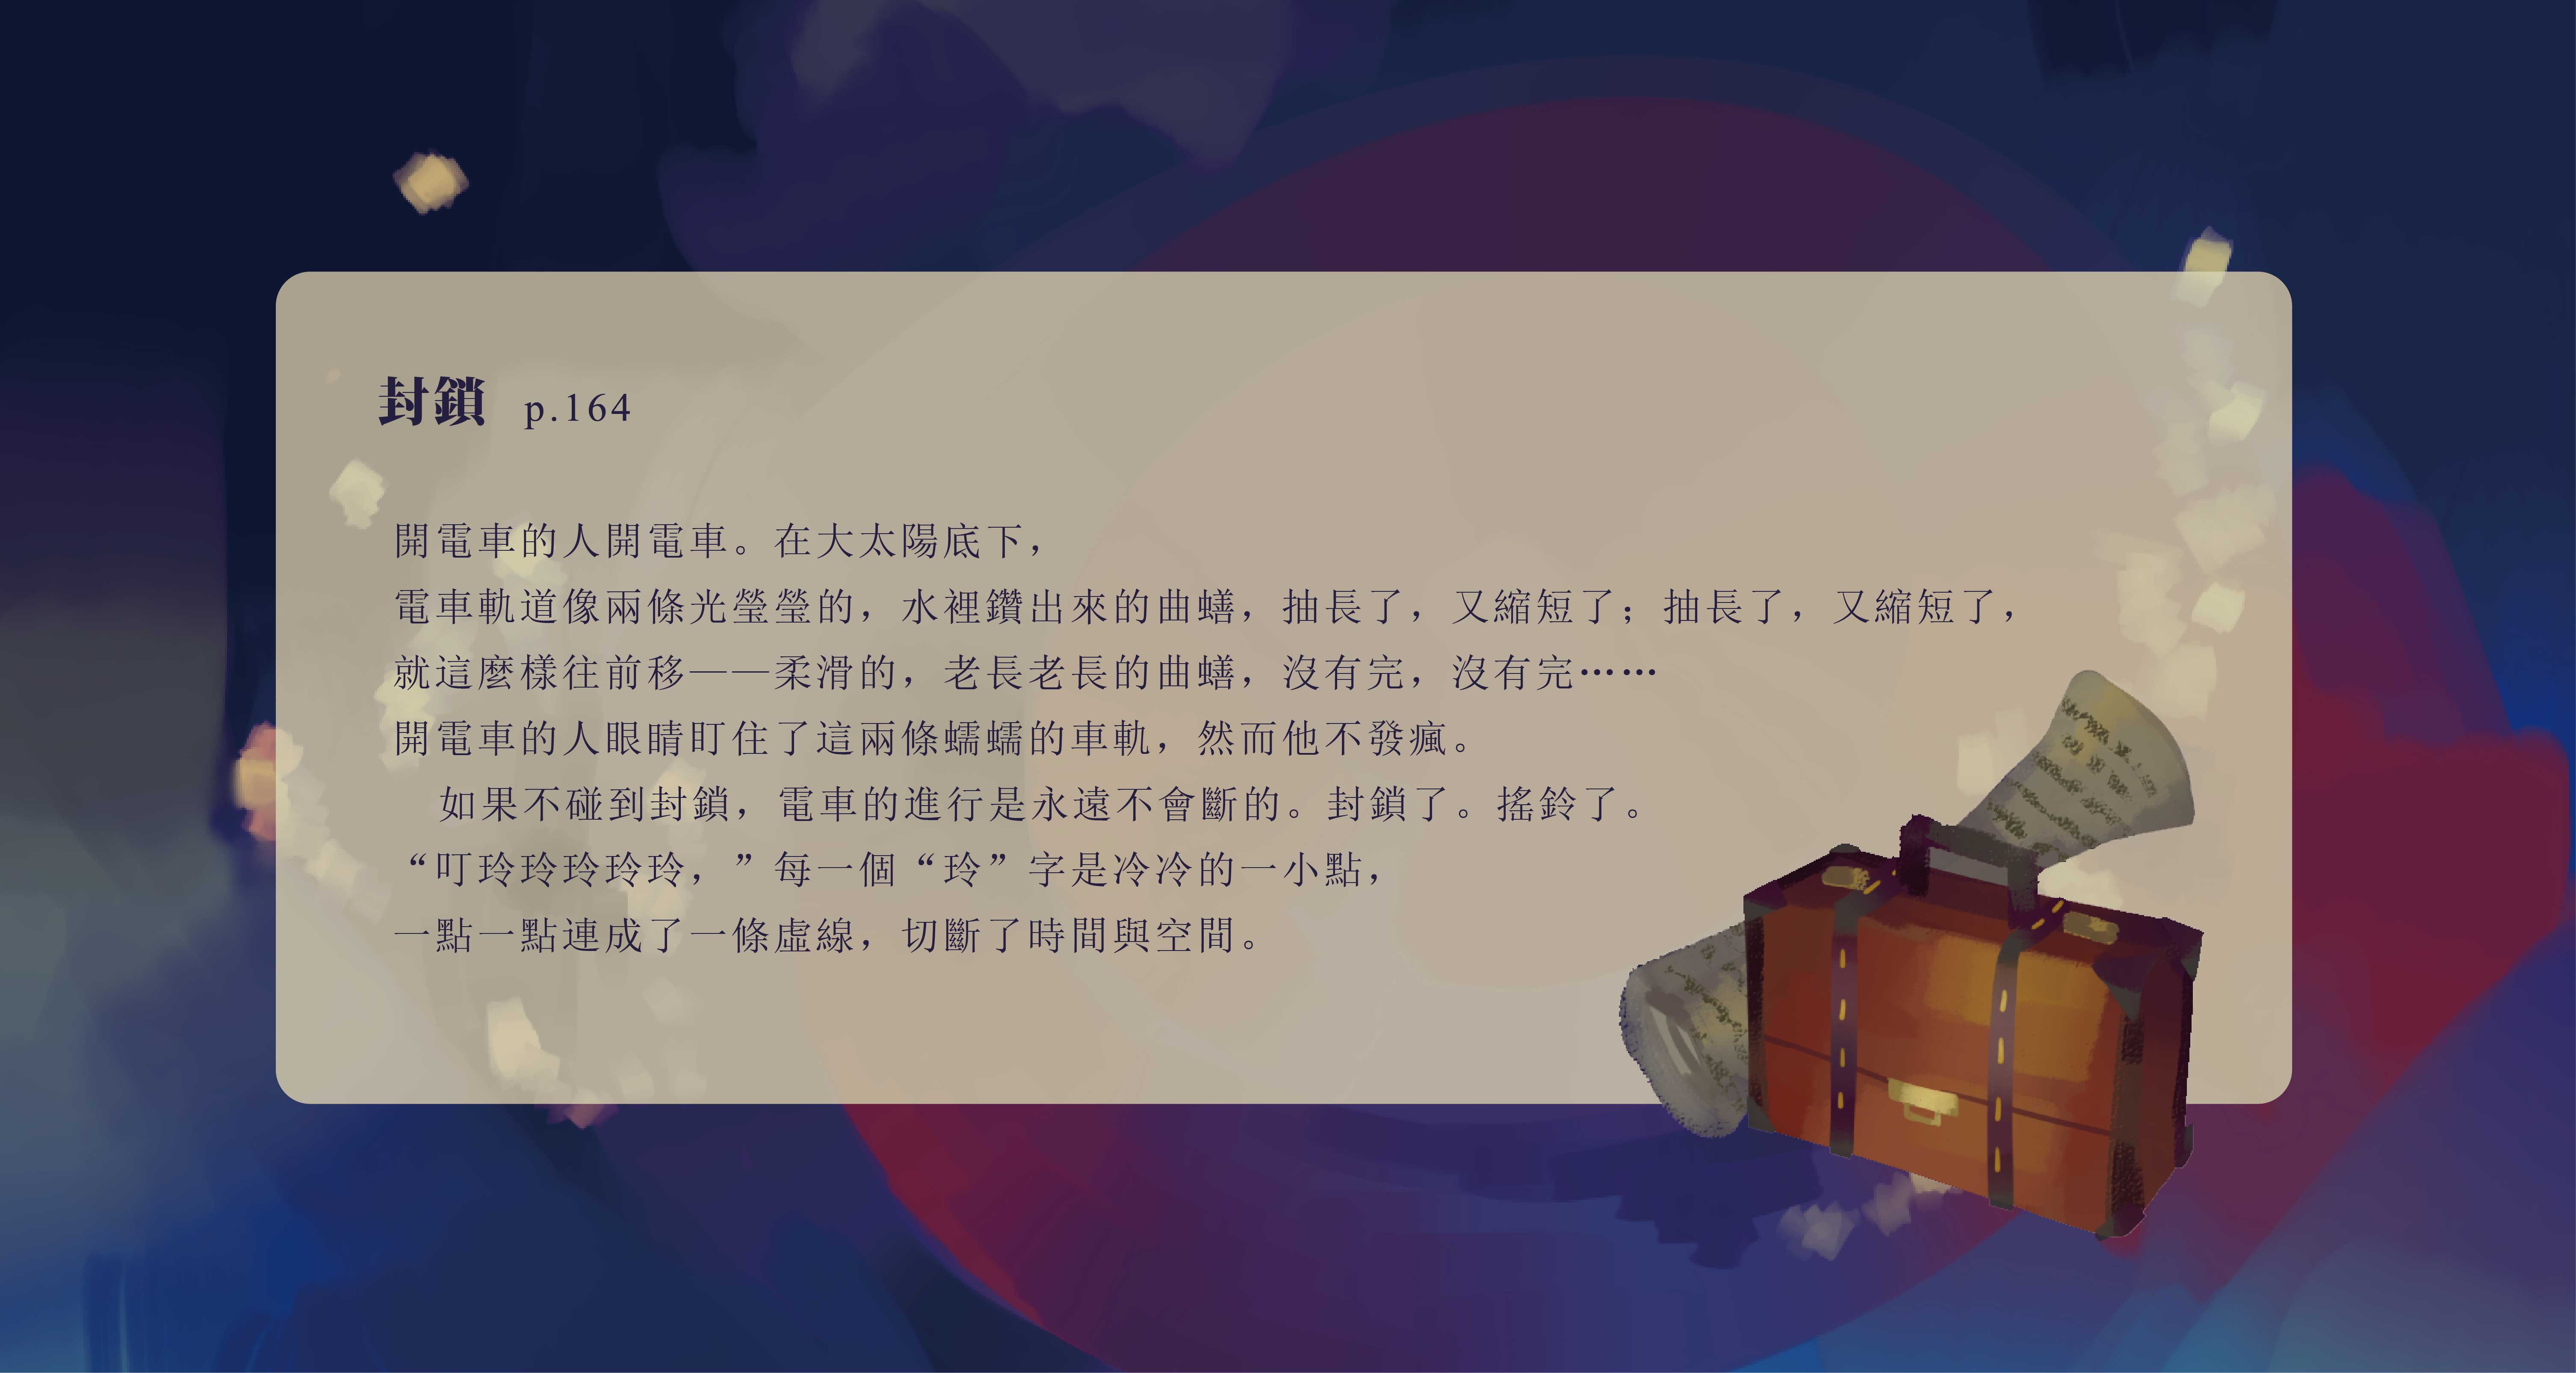 封鎖 p.164
開電車的人開電車。在大太陽底下，
電車軌道像兩條光瑩瑩的，水裡鑽出來的曲蟮，抽長了，又縮短了；抽長了，又縮短了，
就這麼樣往前移——柔滑的，老長老長的曲蟮，沒有完，沒有完……
開電車的人眼睛盯住了這兩條蠕蠕的車軌，然而他不發瘋。
如果不碰到封鎖，電車的進行是永遠不會斷的。封鎖了。搖鈴了。
“叮玲玲玲玲玲，”每一個“玲”字是冷冷的一小點，
一點一點連成了一條虛線，切斷了時間與空間。